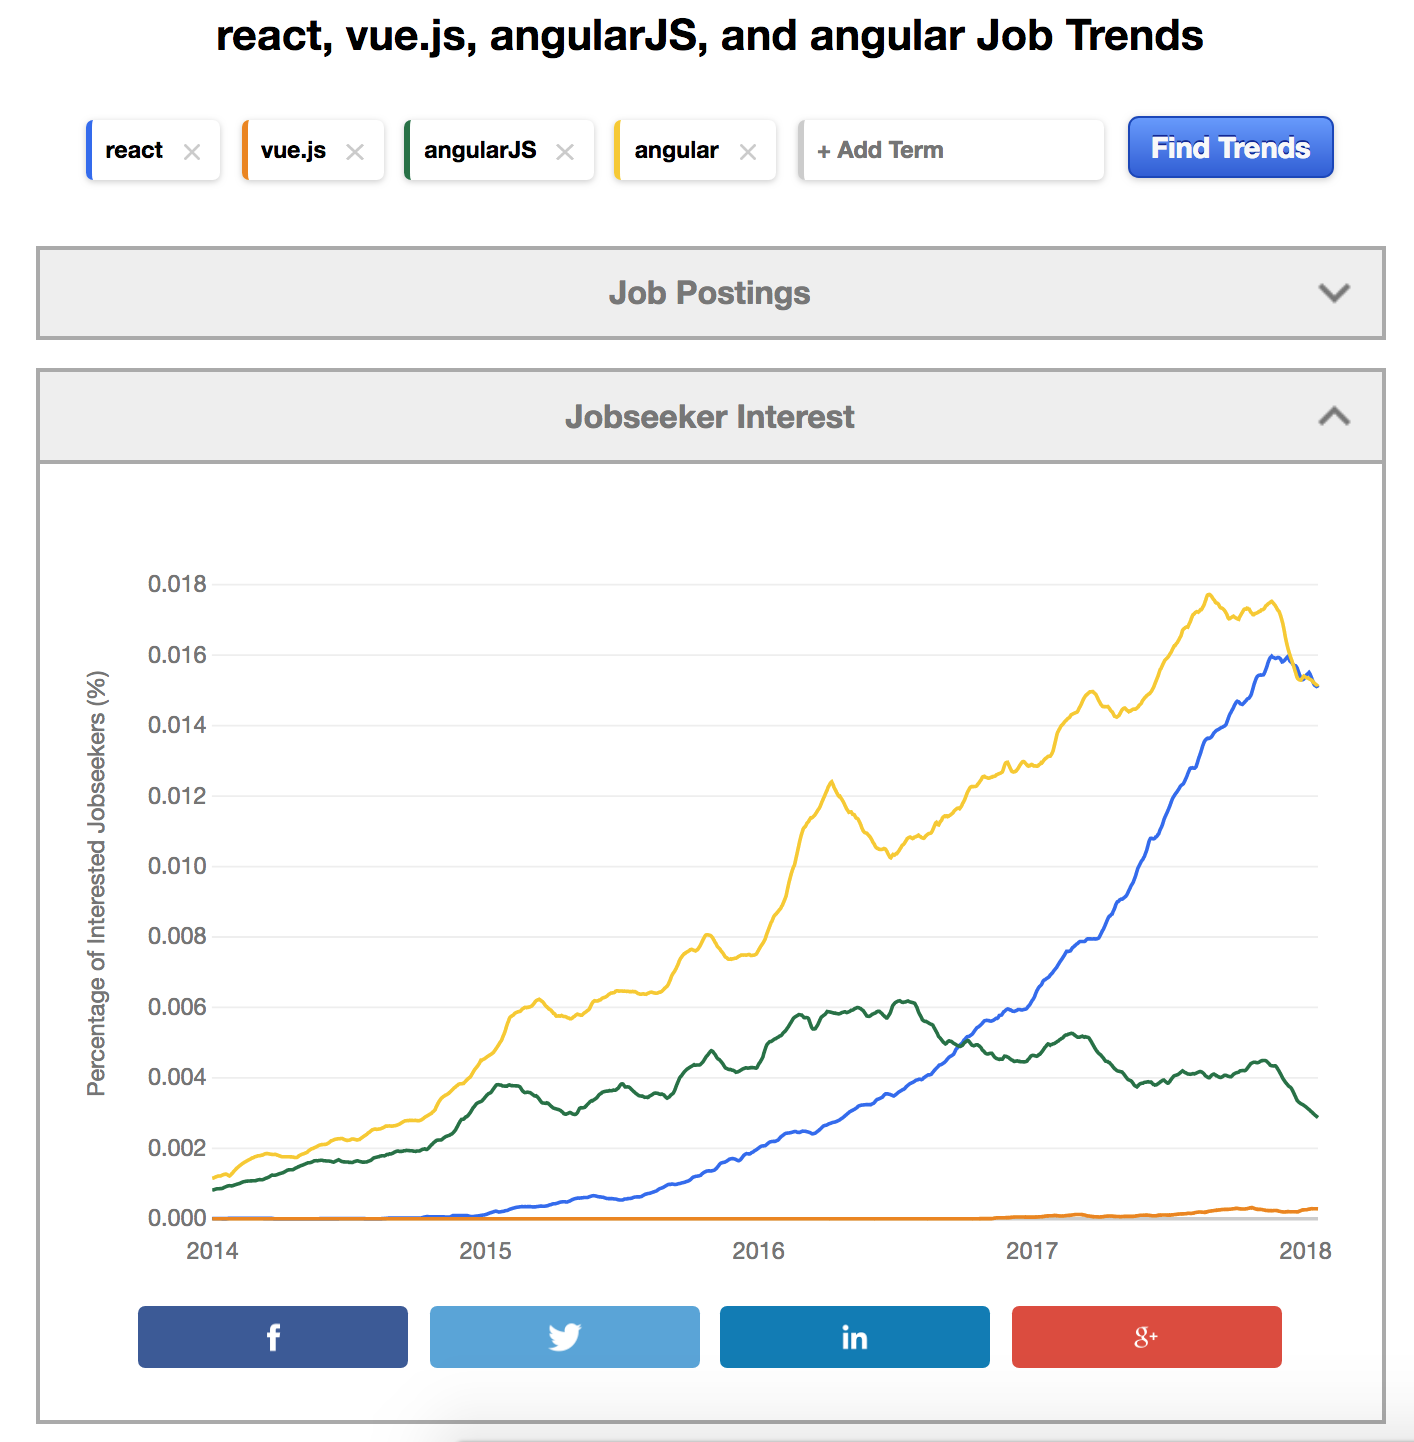 react, vue.js, angularJS, and angular Job Trends
react × vue.js × angularJS × angular × + Add Term Find Trends
Job Postings
Jobseeker Interest
Percentage of Interested Jobseekers (%)
0.018
0.016
0.014
0.012
0.010
0.008
0.006
0.004
0.002
0.000
2014 2015 2016 2017 2018
f in g+